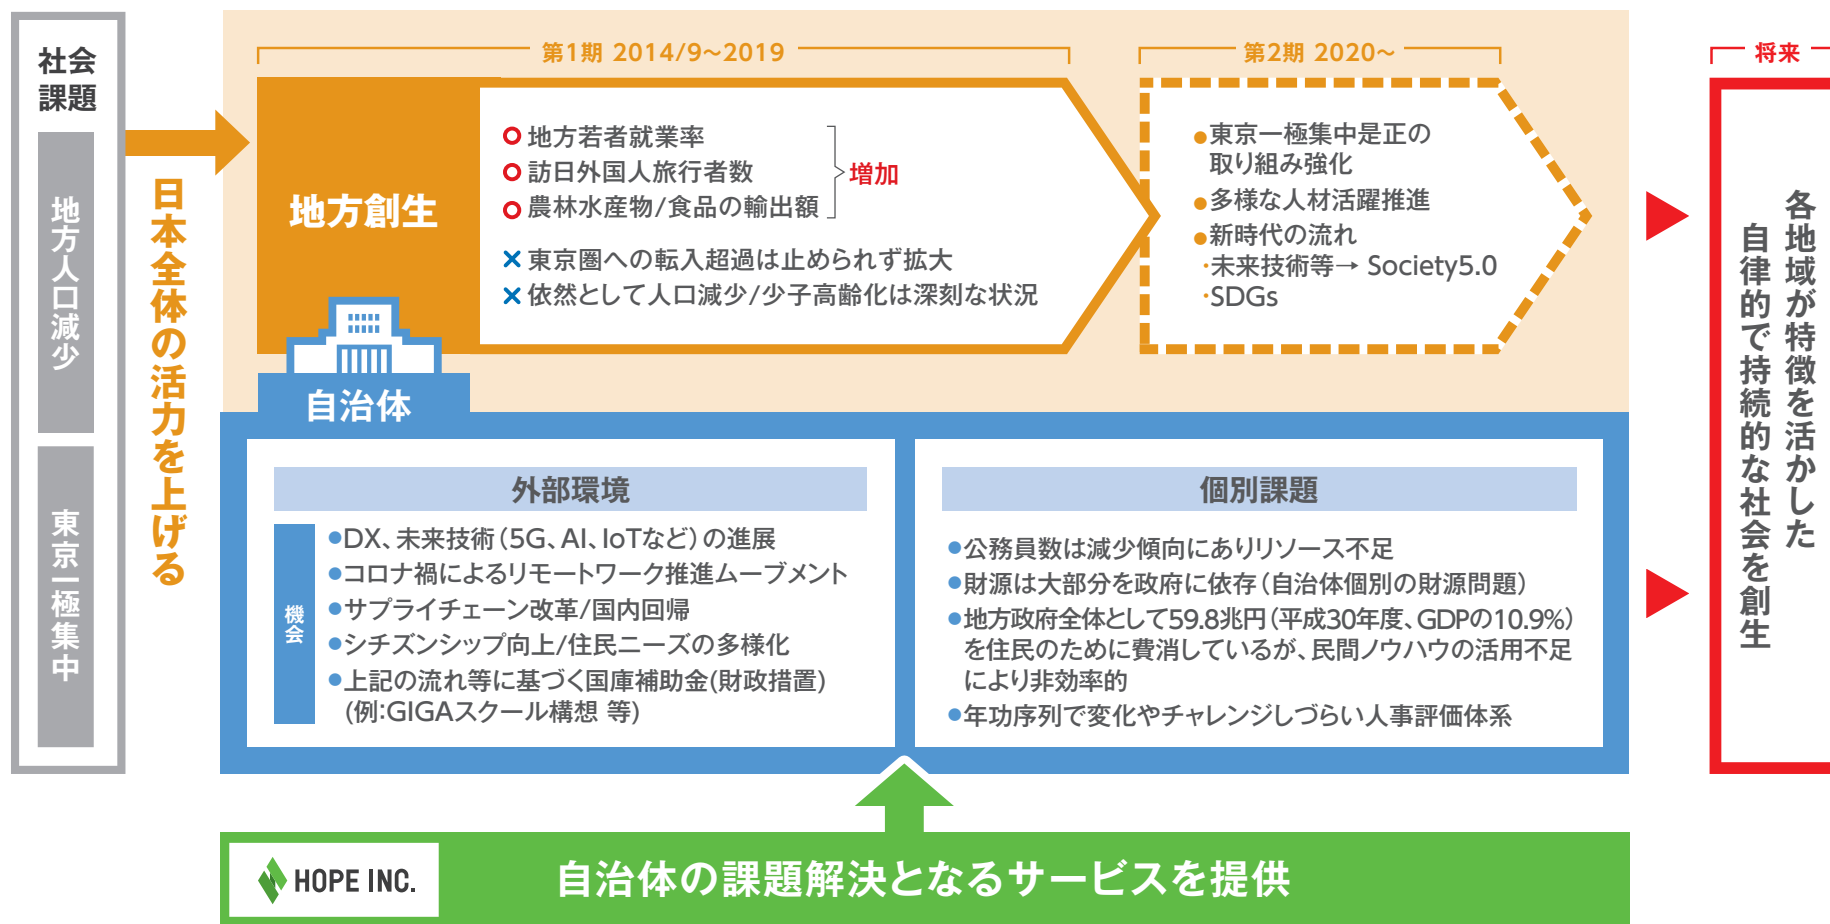 社会
課題
地方人口減少
東京一極集中
日本全体の活力を上げる
第1期 2014/9～2019
地方創生
地方若者就業率
訪日外国人旅行者数
農林水産物/食品の輸出額
増加
東京圏への転入超過は止められず拡大
依然として人口減少/少子高齢化は深刻な状況
第2期 2020～
●東京一極集中是正の
取り組み強化
●多様な人材活躍推進
●新時代の流れ
・未来技術等→ Society5.0
・SDGs
自治体
外部環境
機会
●DX、未来技術（5G、AI、IoTなど）の進展
●コロナ禍によるリモートワーク推進ムーブメント
●サプライチェーン改革/国内回帰
●シチズンシップ向上/住民ニーズの多様化
●上記の流れ等に基づく国庫補助金(財政措置)
(例:GIGAスクール構想 等)
個別課題
●公務員数は減少傾向にありリソース不足
●財源は大部分を政府に依存（自治体個別の財源問題）
●地方政府全体として59.8兆円（平成30年度、GDPの10.9%）
を住民のために費消しているが、民間ノウハウの活用不足
により非効率的
●年功序列で変化やチャレンジしづらい人事評価体系
将来
各地域が特徴を活かした
自律的で持続的な社会を創生
HOPE INC.
自治体の課題解決となるサービスを提供